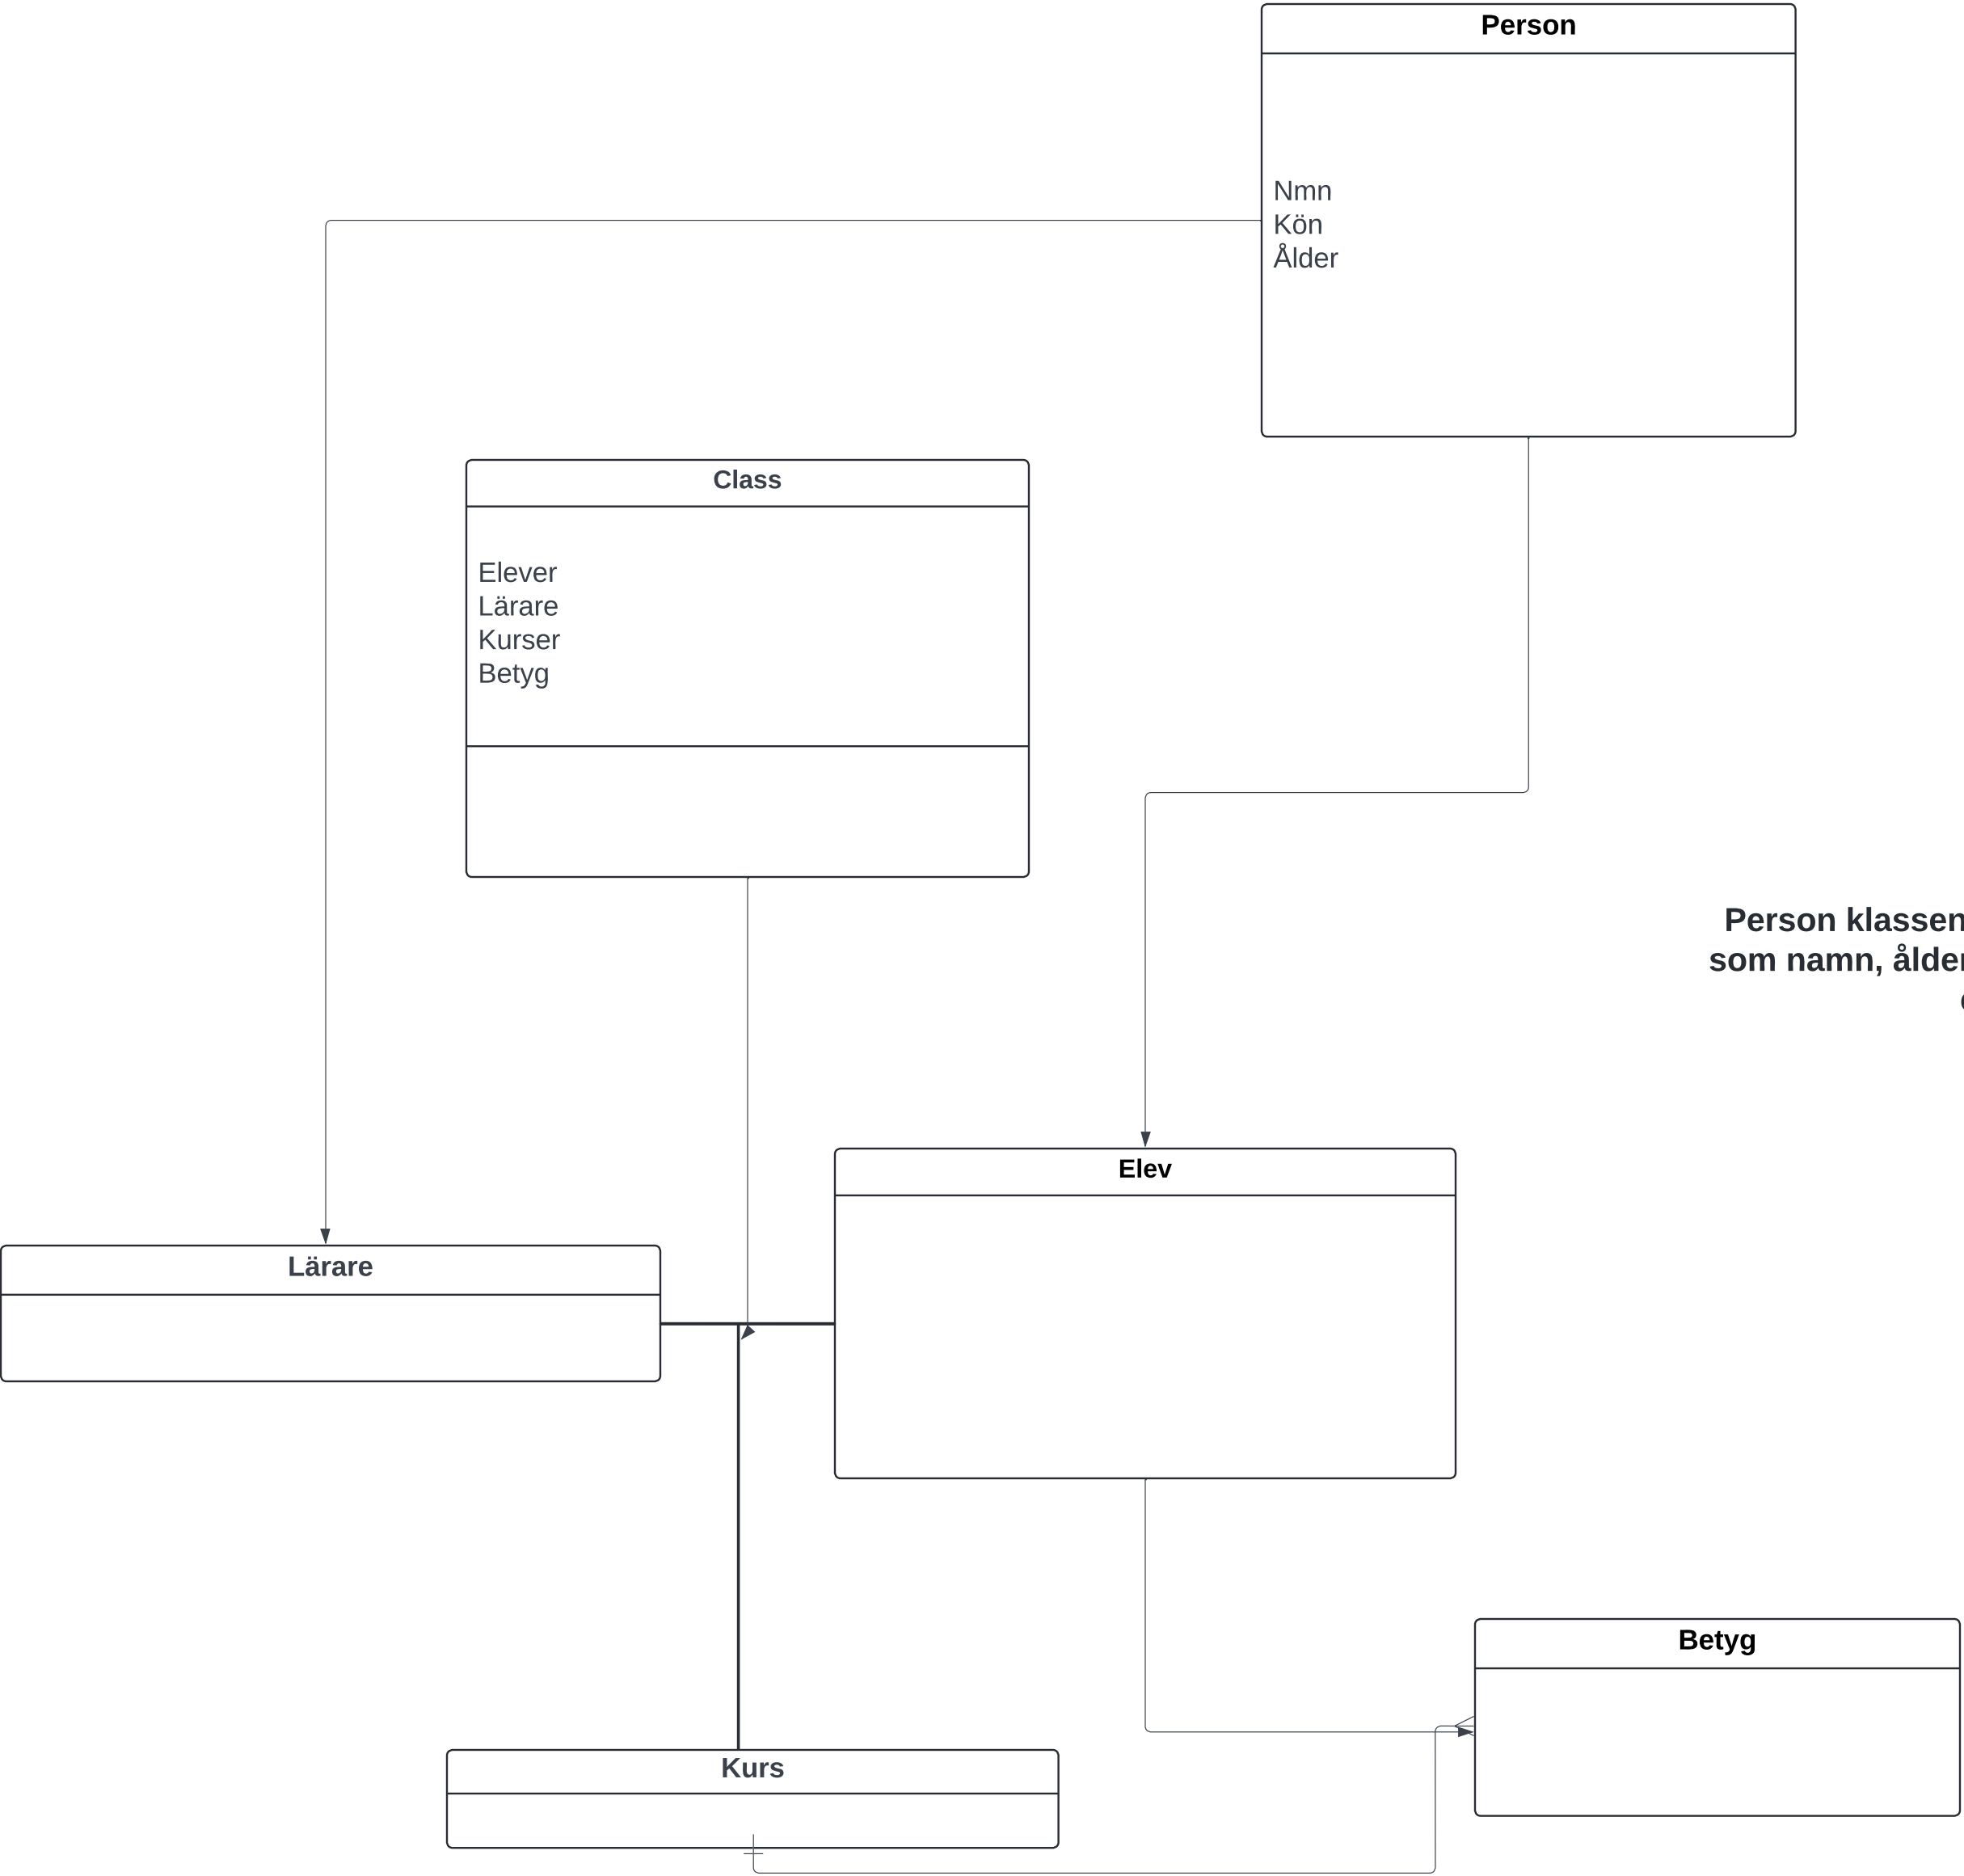 Person
Nmn
Kön
Ålder
Class
Elever
Lärare
Kurser
Betyg
Person klassen
som namn, ålder
Elev
Lärare
Betyg
Kurs